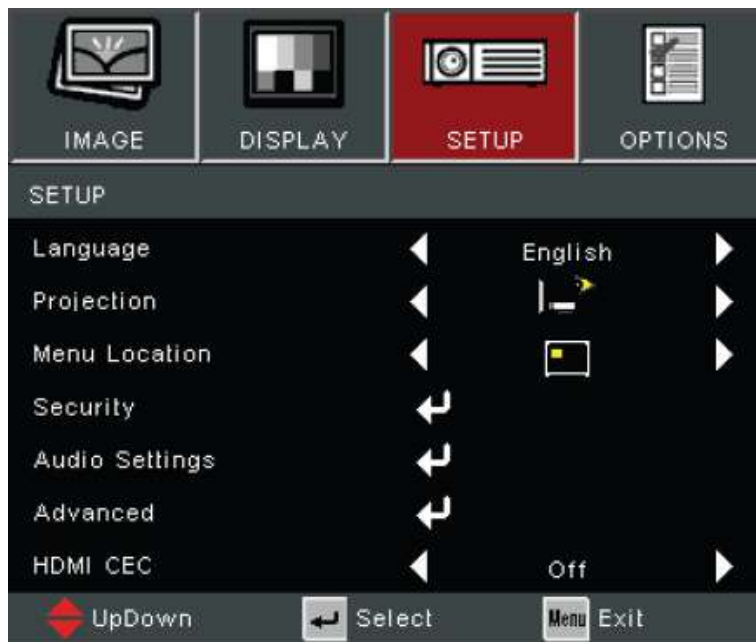 IMAGE DISPLAY SETUP OPTIONS
SETUP
Language English
Projection
Menu Location
Security
Audio Settings
Advanced
HDMI CEC Off
UpDown Select Menu Exit